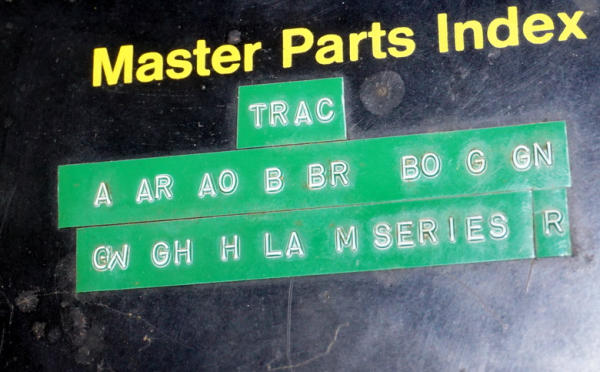 Master Parts Index
TRAC
A AR AO B BR BO G GN
GW GH H LA M SERIES R